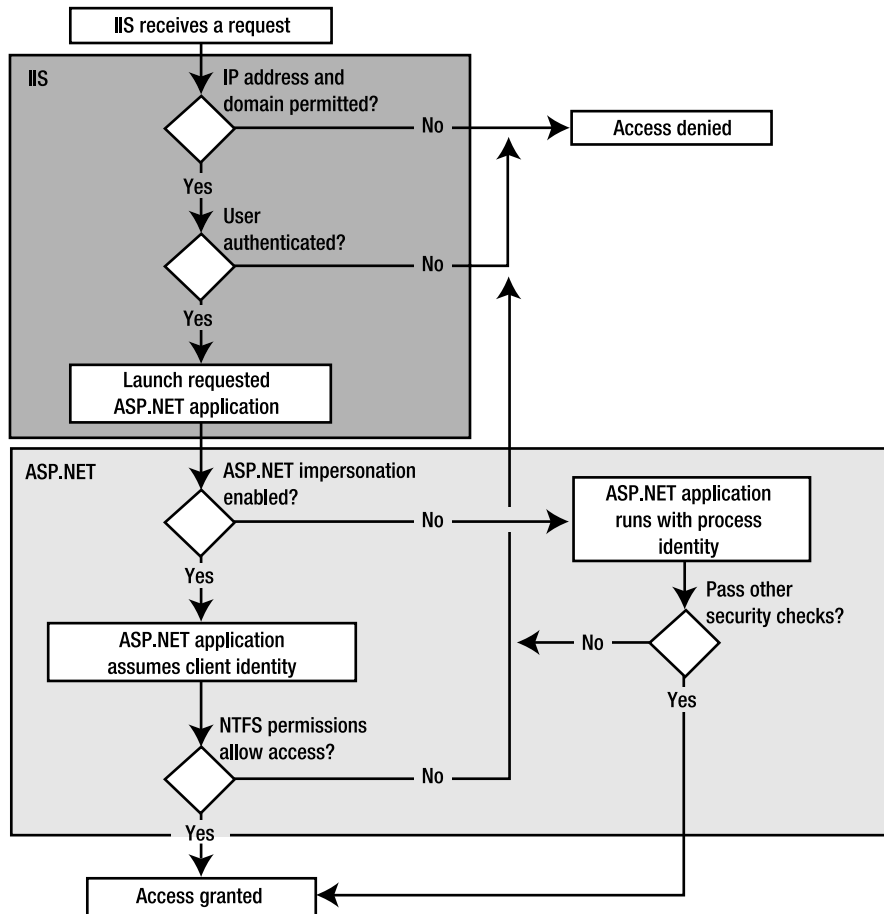 IIS receives a request
IIS
IP address and
domain permitted?
No
Access denied
Yes
User
authenticated?
No
Yes
Launch requested
ASP.NET application
ASP.NET
ASP.NET impersonation
enabled?
No
ASP.NET application
runs with process
identity
Yes
Pass other
security checks?
ASP.NET application
assumes client identity
No
Yes
NTFS permissions
allow access?
No
Yes
Access granted